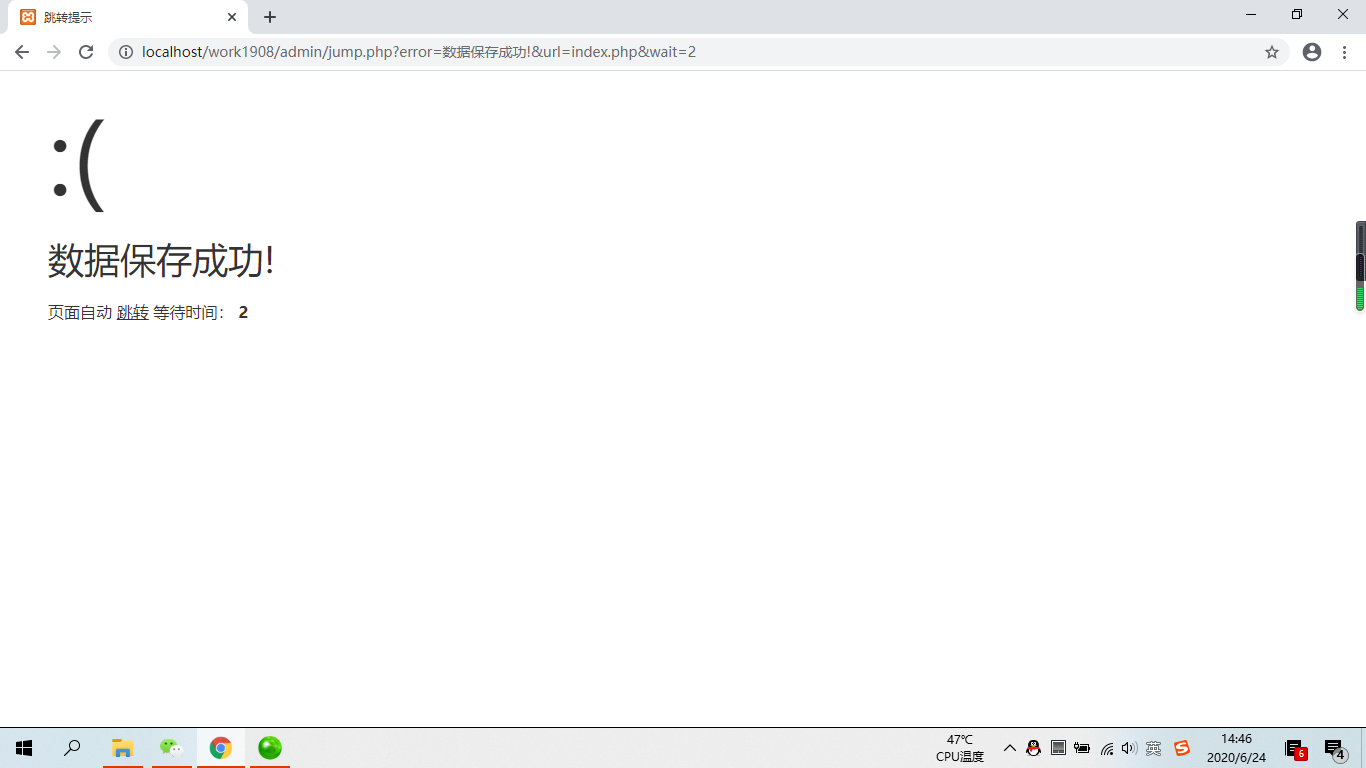 跳转提示
localhost/work1908/admin/jump.php?error=数据保存成功!&url=index.php&wait=2
:(
数据保存成功!
页面自动 跳转 等待时间： 2
47℃
CPU温度
英
14:46
2020/6/24
6
4